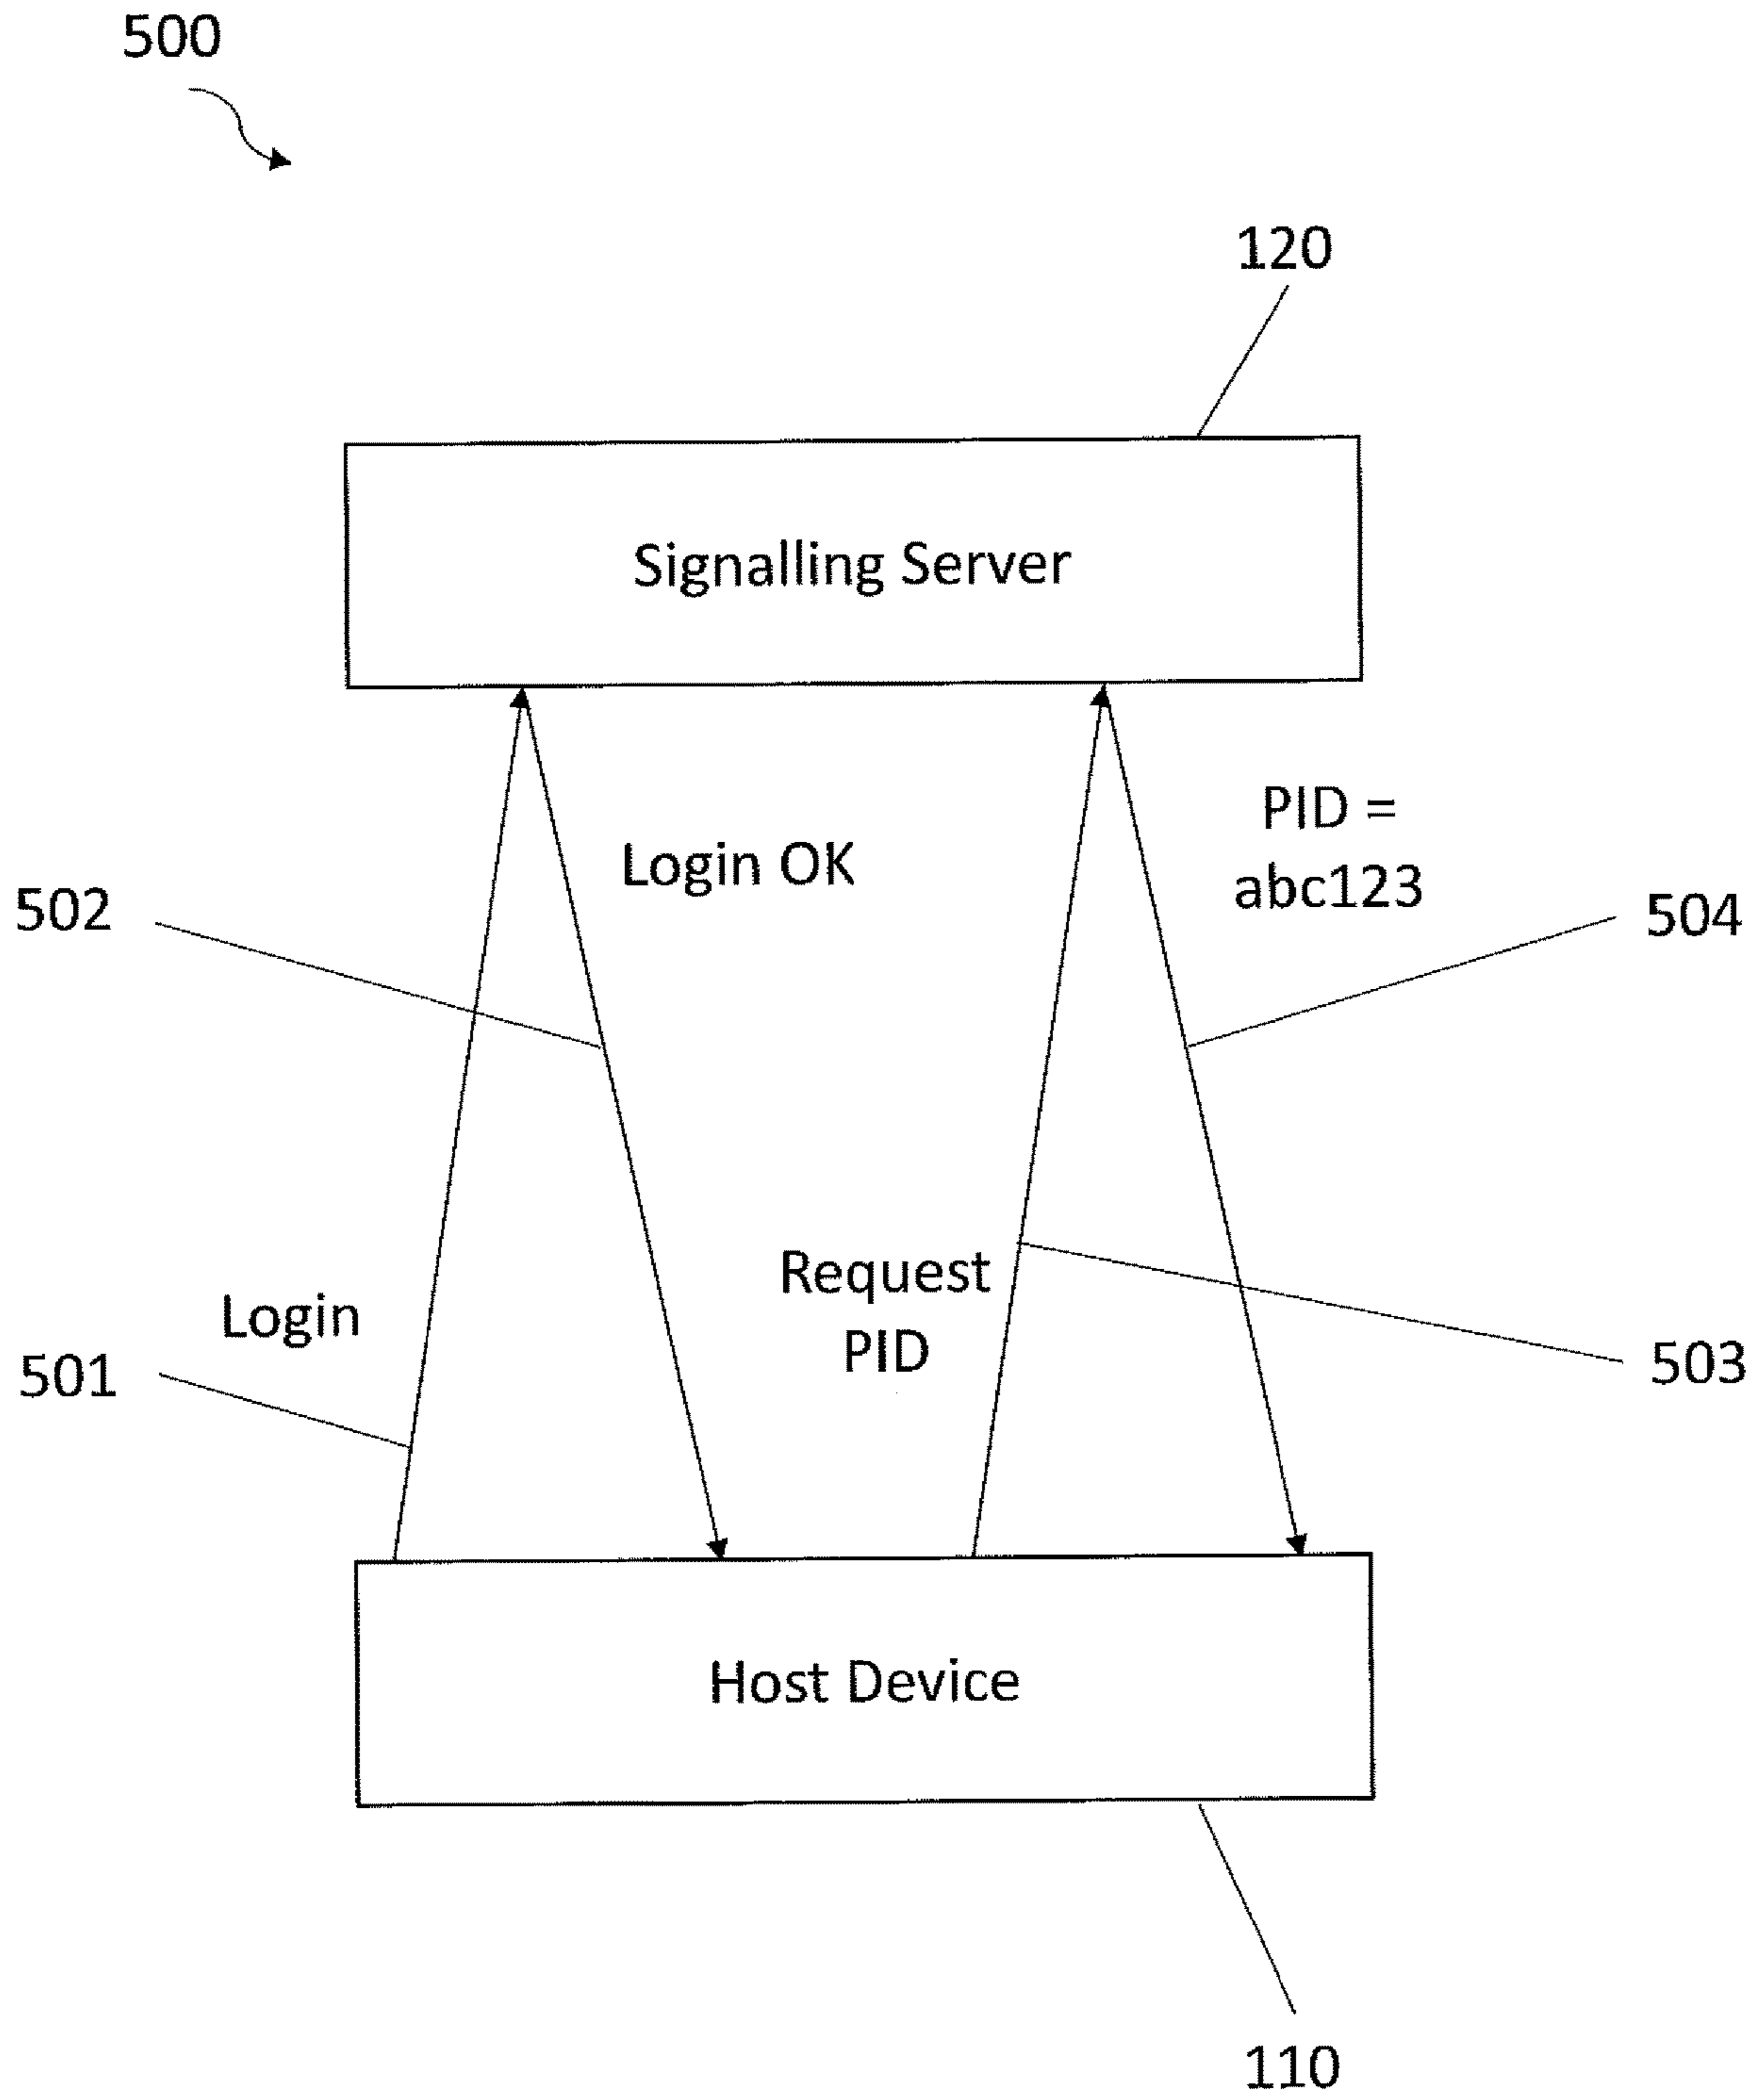 500
120
Signalling Server
PID =
abc123
Login OK
502
504
Request
PID
Login
501
503
Host Device
110